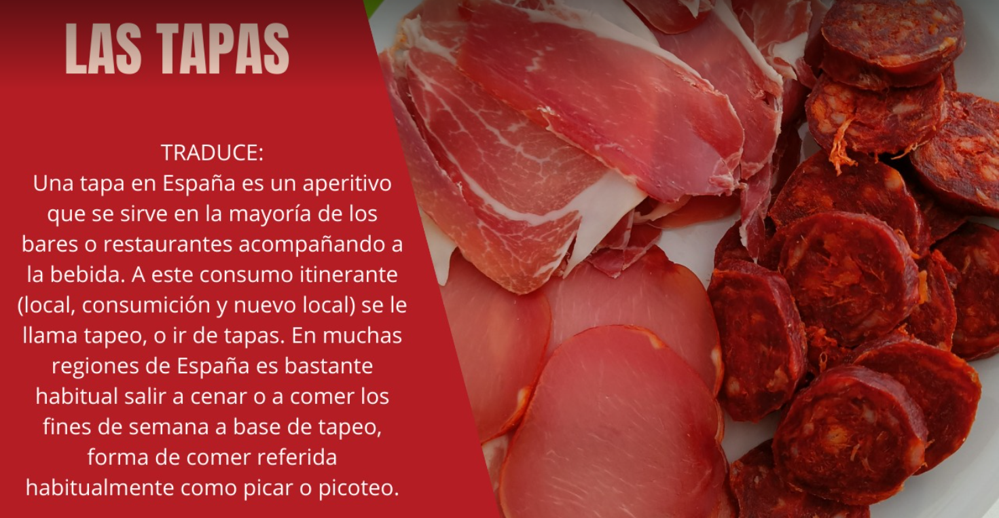 LAS TAPAS
TRADUCE:
Una tapa en España es un aperitivo
que se sirve en la mayoría de los
bares o restaurantes acompañando a
la bebida. A este consumo itinerante
(local, consumición y nuevo local) se le
llama tapeo, o ir de tapas. En muchas
regiones de España es bastante
habitual salir a cenar o a comer los
fines de semana a base de tapeo,
forma de comer referida
habitualmente como picar o picoteo.